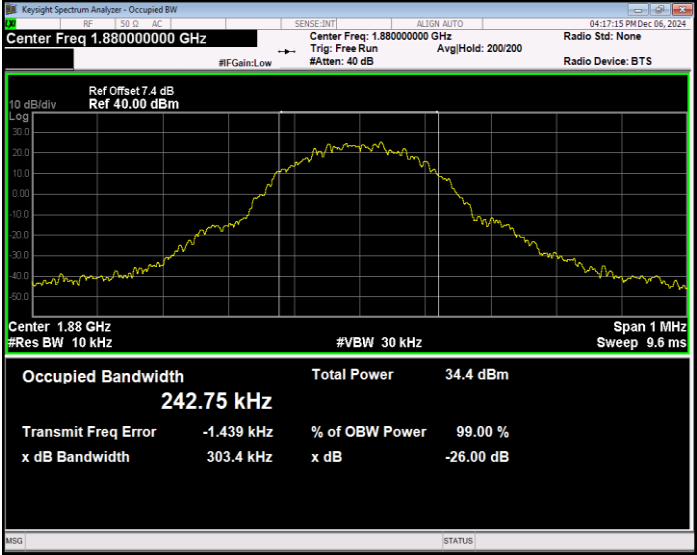 Keysight Spectrum Analyzer - Occupied BW
RF 50 Ω AC SENSE:INT ALIGN AUTO 04:17:15 PM Dec 06, 2024
Center Freq 1.880000000 GHz Center Freq: 1.880000000 GHz Radio Std: None
Trig: Free Run Avg|Hold: 200/200
#IFGain:Low #Atten: 40 dB Radio Device: BTS
Ref Offset 7.4 dB
10 dB/div Ref 40.00 dBm
Log
30.0
20.0
10.0
0.00
-10.0
-20.0
-30.0
-40.0
-50.0
Center 1.88 GHz Span 1 MHz
#Res BW 10 kHz #VBW 30 kHz Sweep 9.6 ms
Occupied Bandwidth Total Power 34.4 dBm
242.75 kHz
Transmit Freq Error -1.439 kHz % of OBW Power 99.00 %
x dB Bandwidth 303.4 kHz x dB -26.00 dB
MSG STATUS